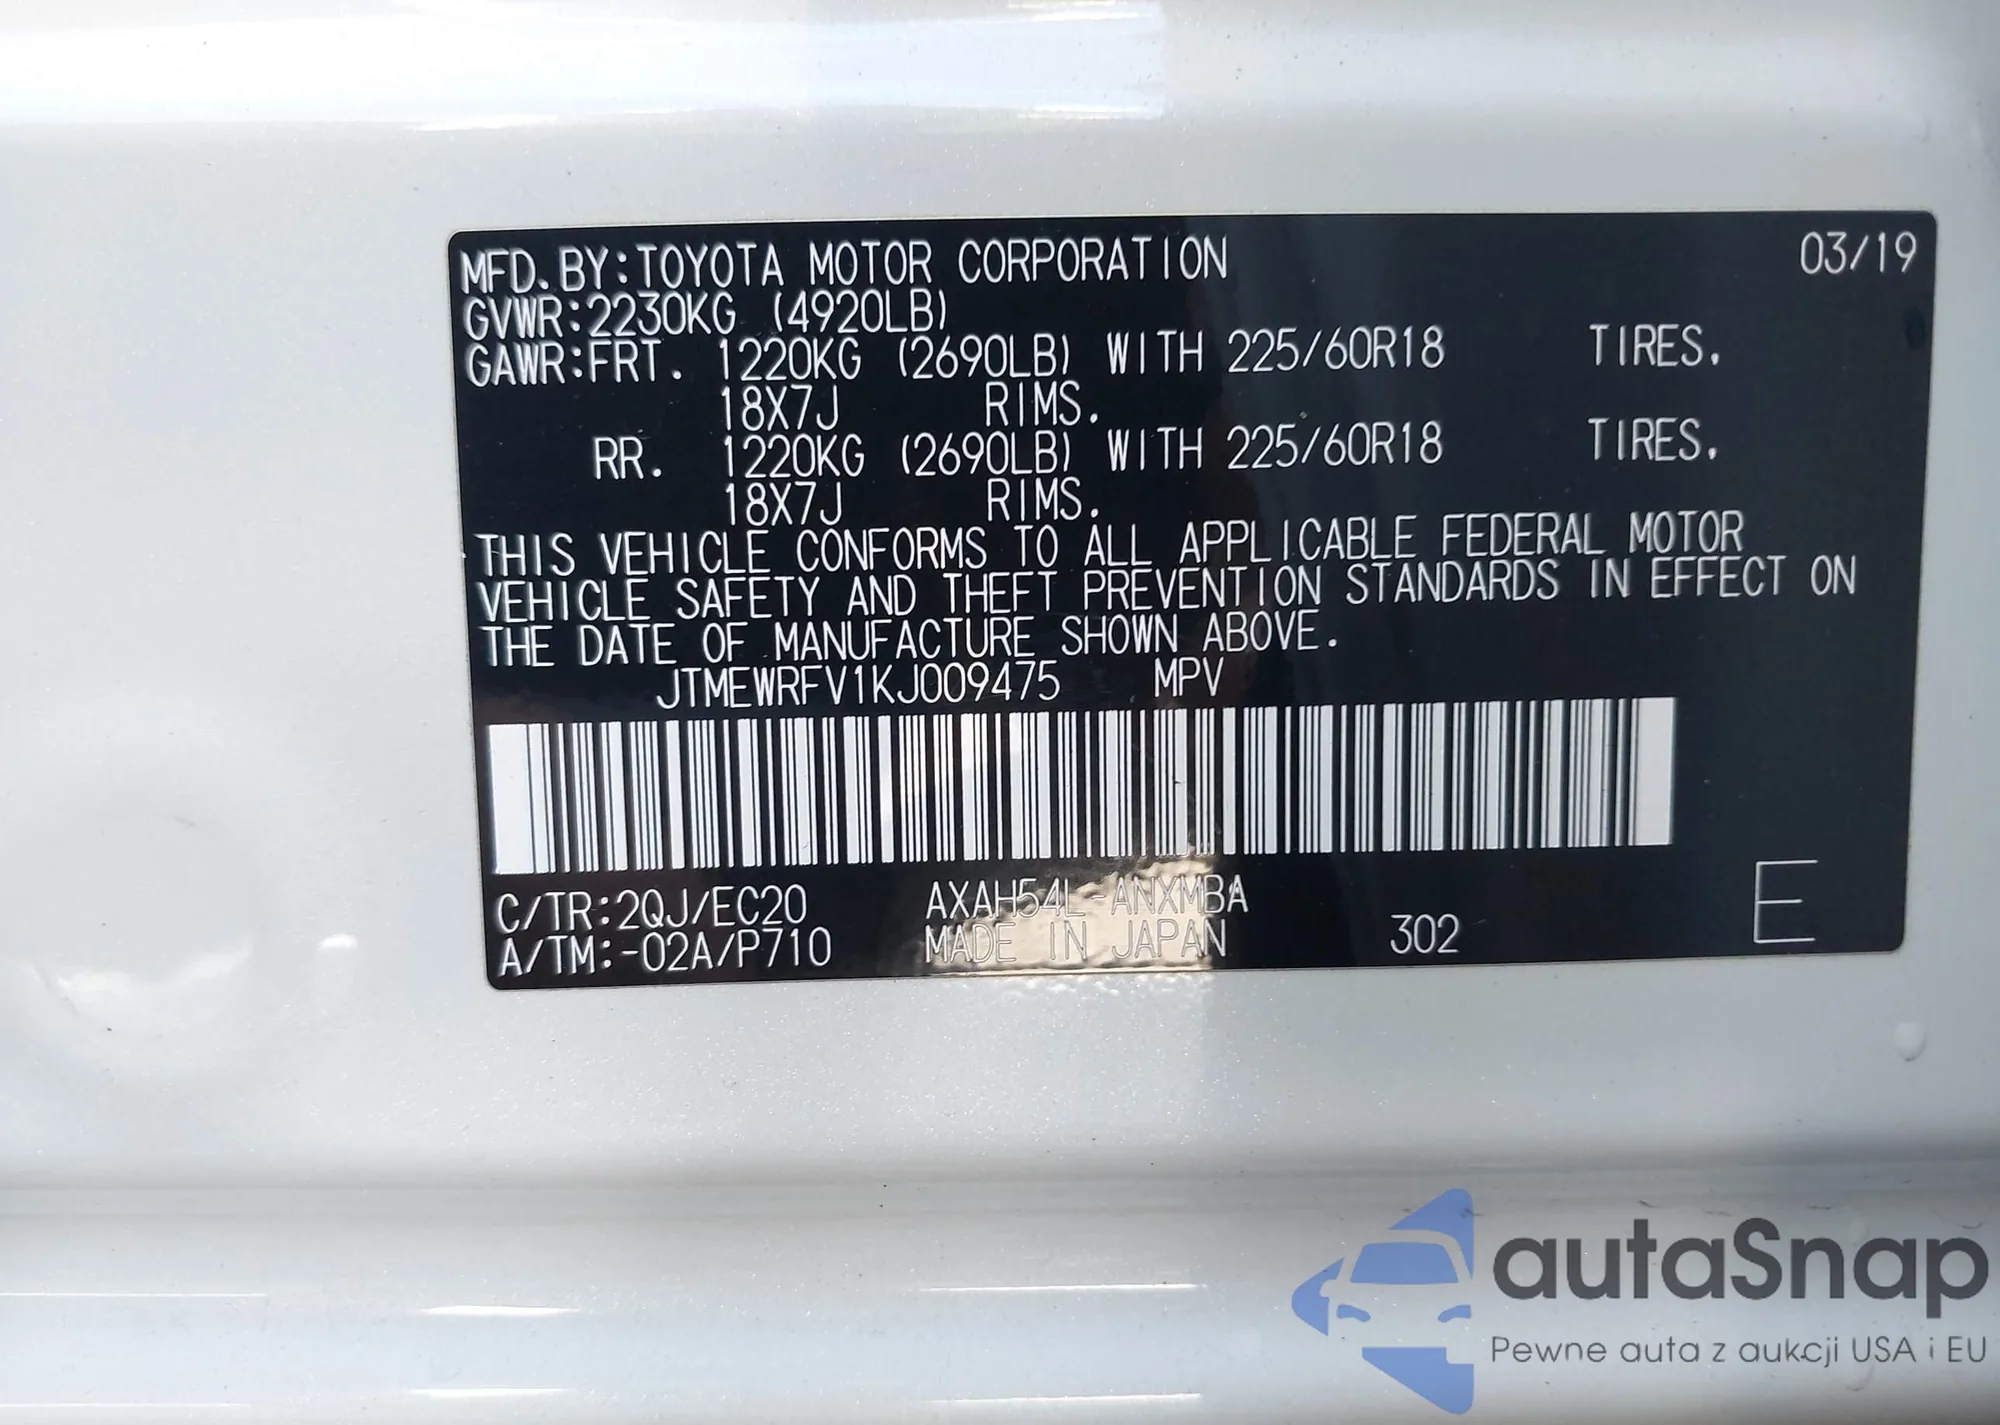 MFD.BY:TOYOTA MOTOR CORPORATION 03/19
GVWR:2230KG (4920LB)
GAWR:FRT. 1220KG (2690LB) WITH 225/60R18 TIRES.
18X7J RIMS.
RR. 1220KG (2690LB) WITH 225/60R18 TIRES.
18X7J RIMS.
THIS VEHICLE CONFORMS TO ALL APPLICABLE FEDERAL MOTOR
VEHICLE SAFETY AND THEFT PREVENTION STANDARDS IN EFFECT ON
THE DATE OF MANUFACTURE SHOWN ABOVE.
JTMEWRFV1KJ009475 MPV
C/TR:2QJ/EC20 AXAH54L-ANXMBA
A/TM:-02A/P710 MADE IN JAPAN 302 E
autaSnap
Pewne auta z aukcji USA i EU